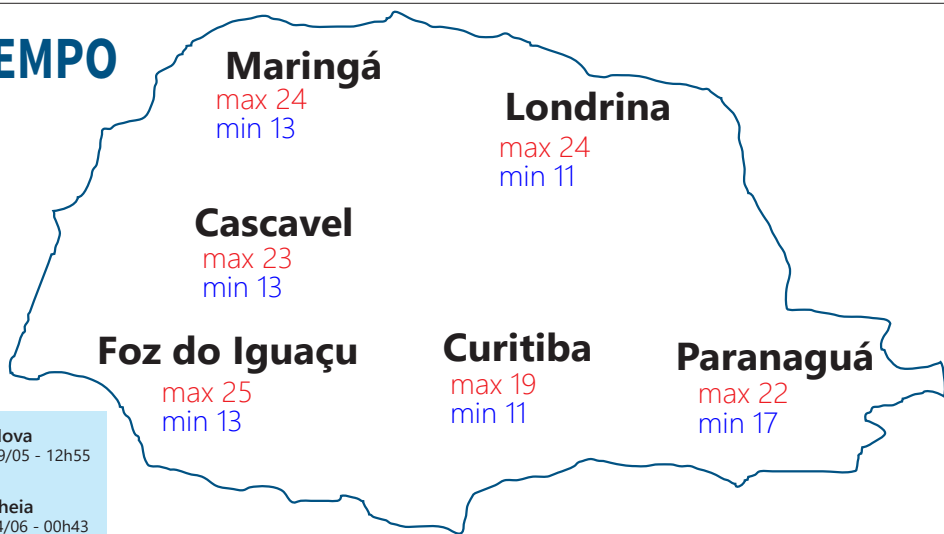 EMPO
Maringá
max 24
min 13
Londrina
max 24
min 11
Cascavel
max 23
min 13
Foz do Iguaçu
max 25
min 13
Curitiba
max 19
min 11
Paranaguá
max 22
min 17
ova
9/05 - 12h55
heia
4/06 - 00h43